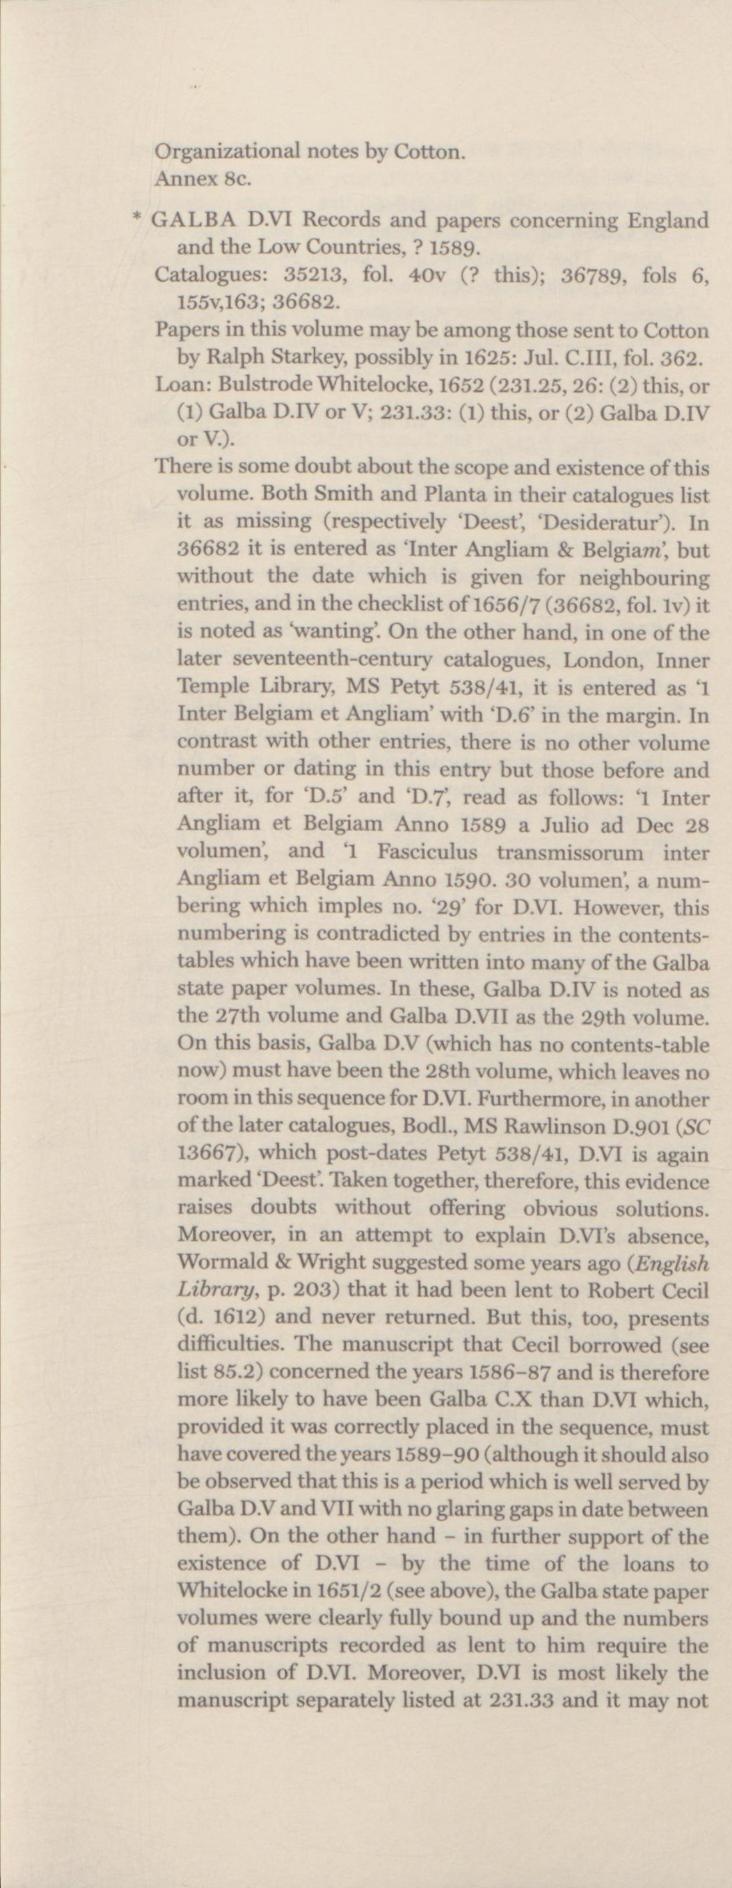 Organizational notes by Cotton.
Annex 8c.
* GALBA D.VI Records and papers concerning England
and the Low Countries, ? 1589.
Catalogues: 35213, fol. 40v (? this); 36789, fols 6,
155v,163; 36682.
Papers in this volume may be among those sent to Cotton
by Ralph Starkey, possibly in 1625: Jul. C.III, fol. 362.
Loan: Bulstrode Whitelocke, 1652 (231.25, 26: (2) this, or
(1) Galba D.IV or V; 231.33: (1) this, or (2) Galba D.IV
or V.).
There is some doubt about the scope and existence of this
volume. Both Smith and Planta in their catalogues list
it as missing (respectively ‘Deest’, ‘Desideratur’). In
36682 it is entered as ‘Inter Angliam & Belgiam’, but
without the date which is given for neighbouring
entries, and in the checklist of 1656/7 (36682, fol. 1v) it
is noted as ‘wanting’. On the other hand, in one of the
later seventeenth-century catalogues, London, Inner
Temple Library, MS Petyt 538/41, it is entered as ‘1
Inter Belgiam et Angliam’ with ‘D.6’ in the margin. In
contrast with other entries, there is no other volume
number or dating in this entry but those before and
after it, for ‘D.5’ and ‘D.7’, read as follows: ‘1 Inter
Angliam et Belgiam Anno 1589 a Julio ad Dec 28
volumen’, and ‘1 Fasciculus transmissorum inter
Angliam et Belgiam Anno 1590. 30 volumen’, a num-
bering which imples no. ‘29’ for D.VI. However, this
numbering is contradicted by entries in the contents-
tables which have been written into many of the Galba
state paper volumes. In these, Galba D.IV is noted as
the 27th volume and Galba D.VII as the 29th volume.
On this basis, Galba D.V (which has no contents-table
now) must have been the 28th volume, which leaves no
room in this sequence for D.VI. Furthermore, in another
of the later catalogues, Bodl., MS Rawlinson D.901 (SC
13667), which post-dates Petyt 538/41, D.VI is again
marked ‘Deest’. Taken together, therefore, this evidence
raises doubts without offering obvious solutions.
Moreover, in an attempt to explain D.VI’s absence,
Wormald & Wright suggested some years ago (English
Library, p. 203) that it had been lent to Robert Cecil
(d. 1612) and never returned. But this, too, presents
difficulties. The manuscript that Cecil borrowed (see
list 85.2) concerned the years 1586–87 and is therefore
more likely to have been Galba C.X than D.VI which,
provided it was correctly placed in the sequence, must
have covered the years 1589–90 (although it should also
be observed that this is a period which is well served by
Galba D.V and VII with no glaring gaps in date between
them). On the other hand – in further support of the
existence of D.VI – by the time of the loans to
Whitelocke in 1651/2 (see above), the Galba state paper
volumes were clearly fully bound up and the numbers
of manuscripts recorded as lent to him require the
inclusion of D.VI. Moreover, D.VI is most likely the
manuscript separately listed at 231.33 and it may not